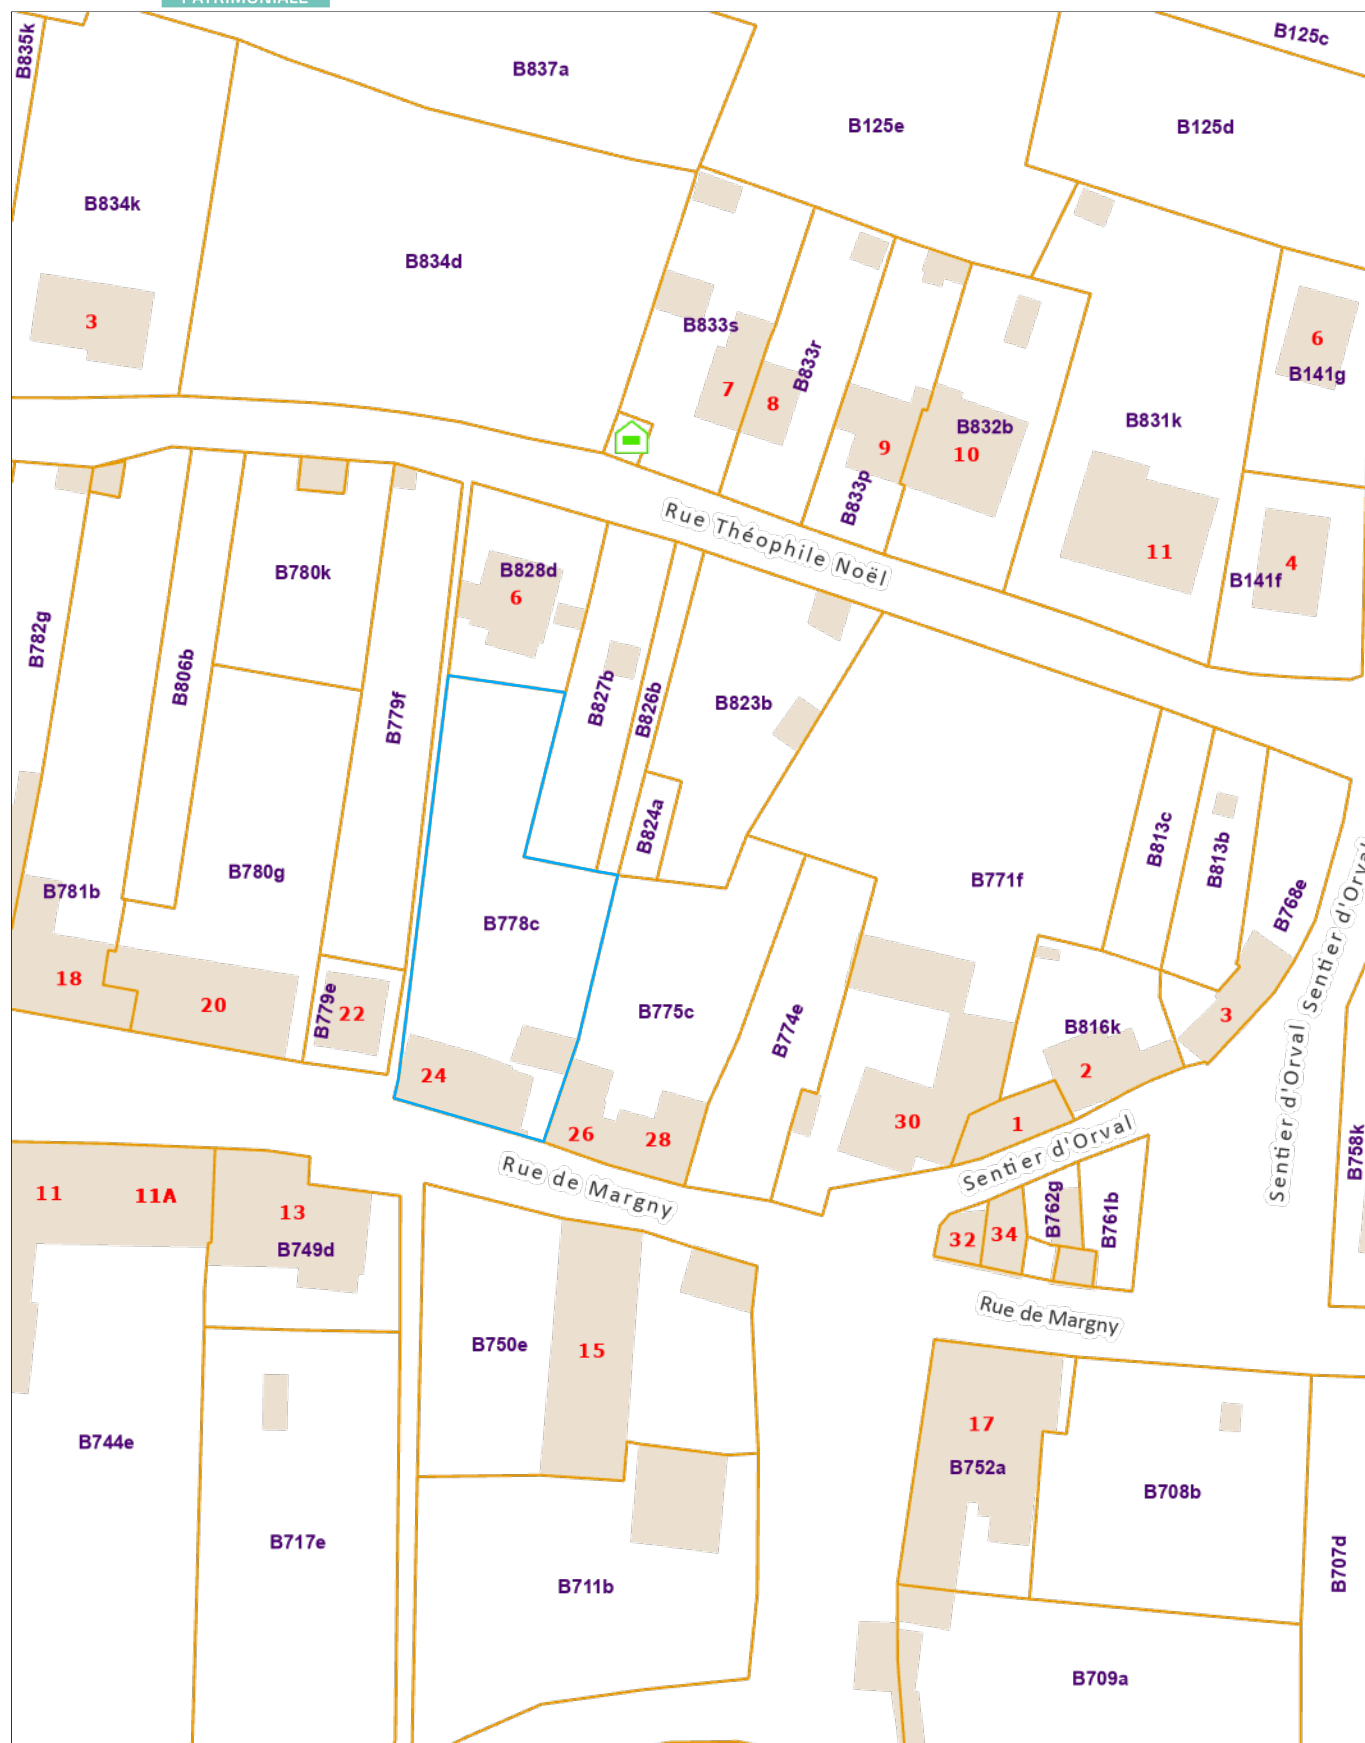 PATRIMONIALE
B835k
B125c
B837a
B125e
B125d
B834k
B834d
3
B833s
B833r
6
B141g
7
8
B832b
B831k
9
10
B833p
Rue Théophile Noël
11
4
B141f
B828d
6
B780k
B782g
B806b
B779f
B827b
B826b
B823b
B824a
B813c
B813b
B771f
B768e
Sentier d'Orval
B780g
B781b
B778c
18
20
B779e
22
B775c
B774e
B816k
3
Sentier d'Orval
24
2
30
1
26
28
Sentier d'Orval
Rue de Margny
B758k
11
11A
13
B749d
32
34
B762g
B761b
Rue de Margny
B750e
15
17
B744e
B752a
B708b
B717e
B711b
B707d
B709a